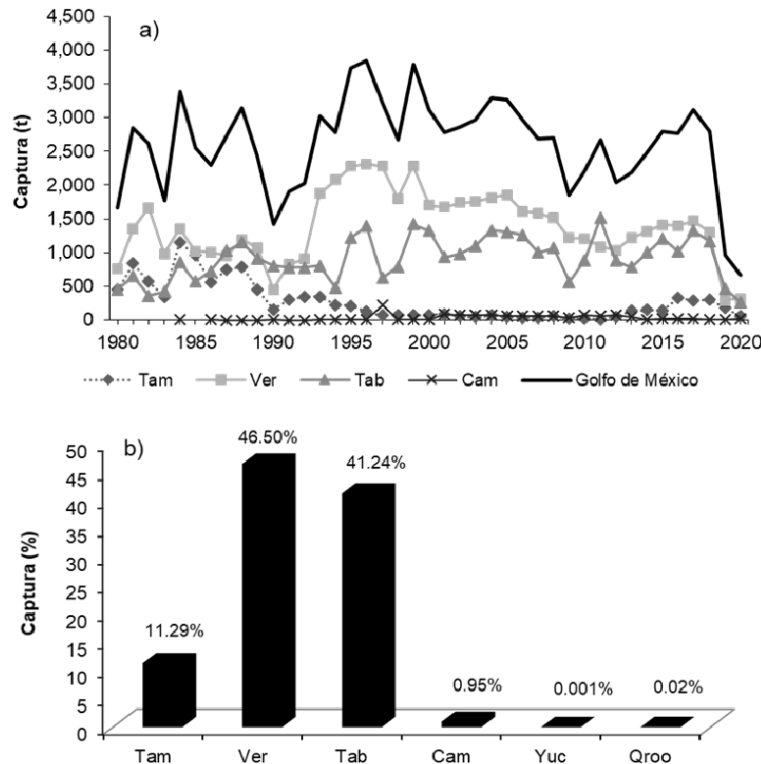 a)
Captura (t)
4,500
4,000
3,500
3,000
2,500
2,000
1,500
1,000
500
0
1980 1985 1990 1995 2000 2005 2010 2015 2020
Tam Ver Tab Cam Golfo de México
b)
Captura (%)
50
45
40
35
30
25
20
15
10
5
0
11.29% 46.50% 41.24% 0.95% 0.001% 0.02%
Tam Ver Tab Cam Yuc Qroo